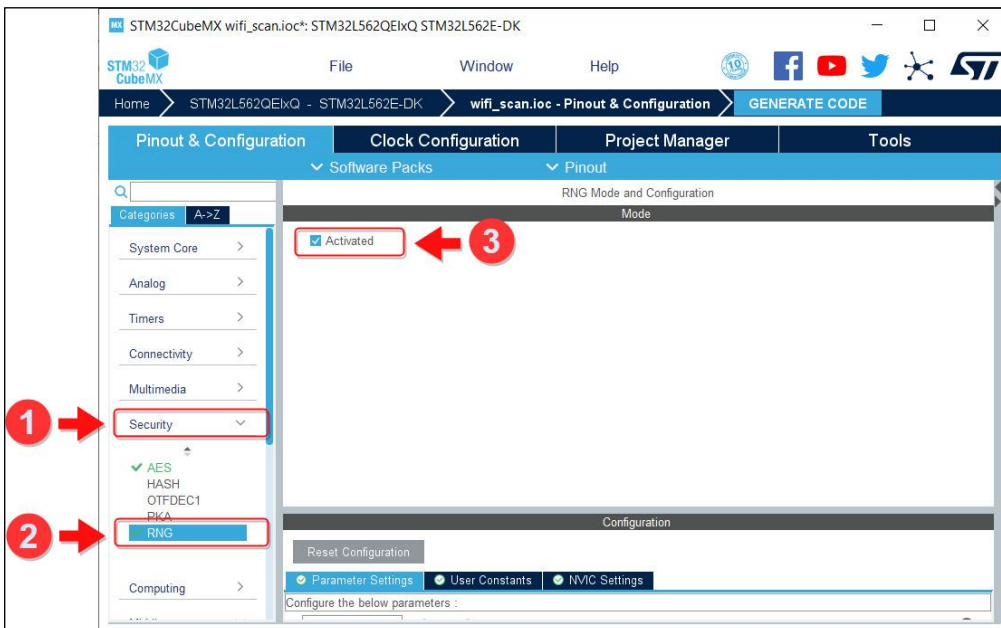 MX STM32CubeMX wifi_scan.ioc*: STM32L562QEIxQ STM32L562E-DK
STM32 CubeMX
File Window Help 10
Home STM32L562QEIxQ - STM32L562E-DK wifi_scan.ioc - Pinout & Configuration GENERATE CODE
Pinout & Configuration Clock Configuration Project Manager Tools
Software Packs Pinout
RNG Mode and Configuration
Categories A->Z
Mode
System Core
Activated
3
Analog
Timers
Connectivity
Multimedia
1
Security
AES
HASH
OTFDEC1
PKA
2
RNG
Configuration
Reset Configuration
Computing
Parameter Settings User Constants NVIC Settings
Configure the below parameters :